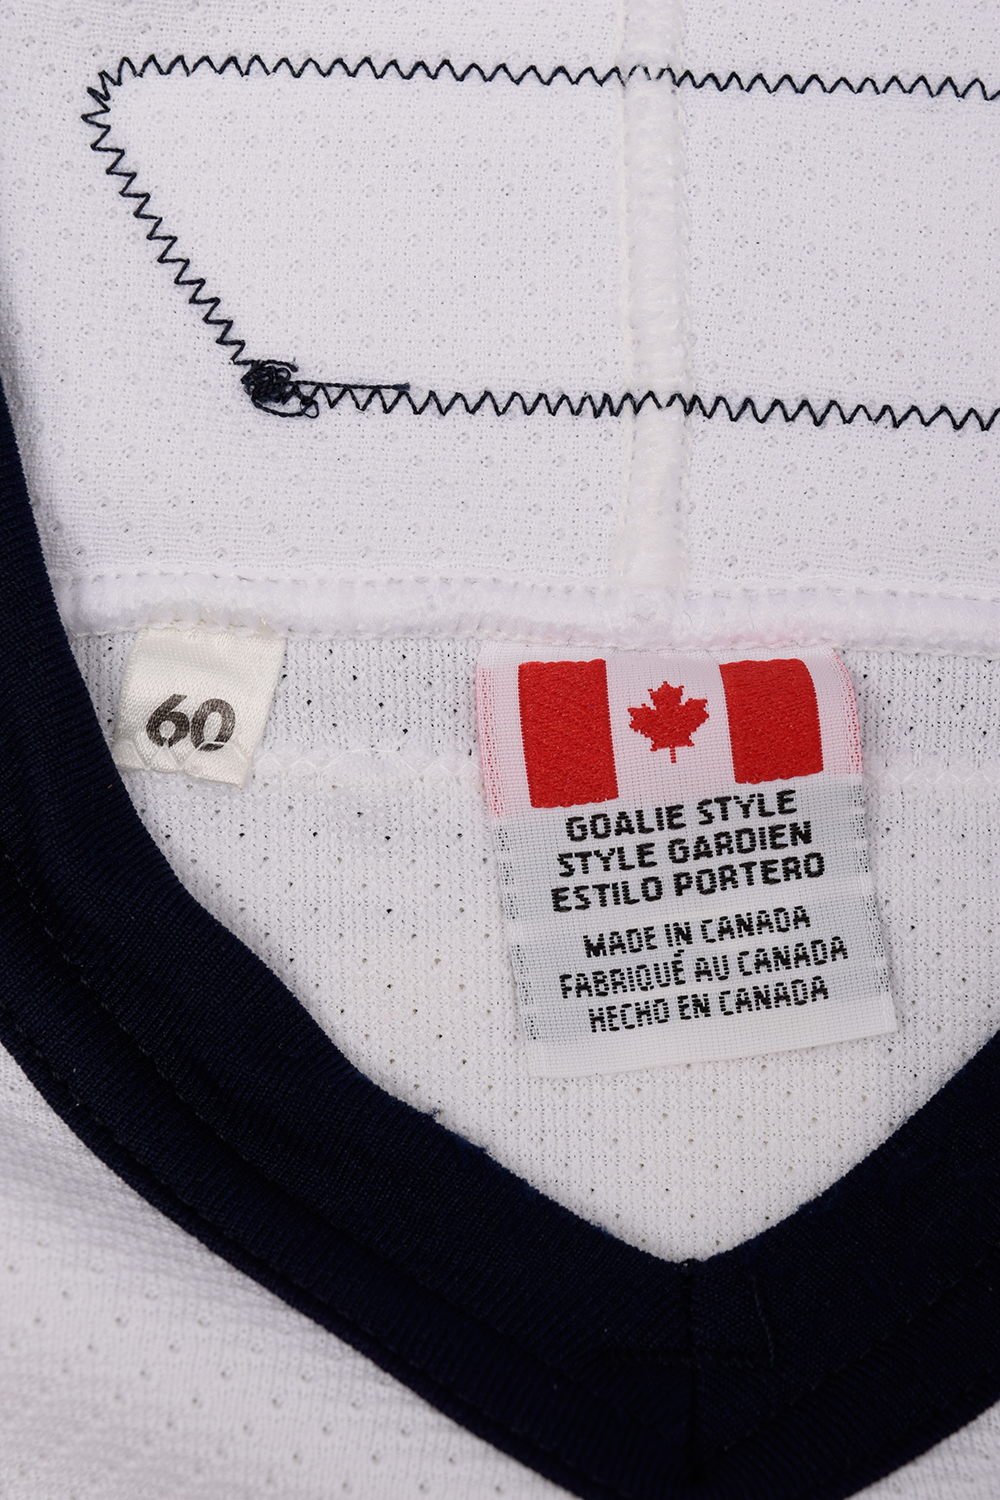 60
GOALIE STYLE
STYLE GARDIEN
ESTILO PORTERO
MADE IN CANADA
FABRIQUÉ AU CANADA
HECHO EN CANADA